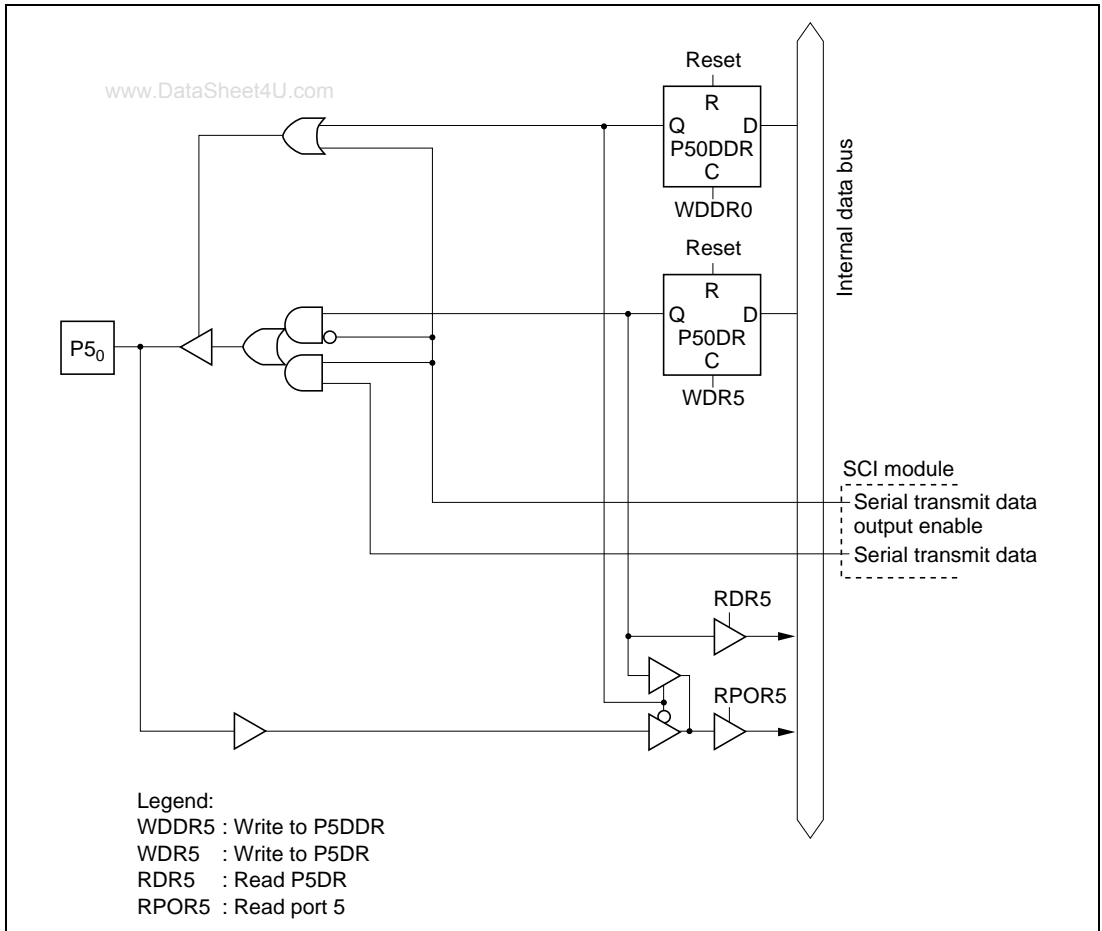 www.DataSheet4U.com
Reset
R
Q D
P50DDR
C
WDDR0
Reset
R
Q D
P50DR
C
WDR5
Internal data bus
P5₀
SCI module
Serial transmit data
output enable
Serial transmit data
RDR5
RPOR5
Legend:
WDDR5 : Write to P5DDR
WDR5 : Write to P5DR
RDR5 : Read P5DR
RPOR5 : Read port 5